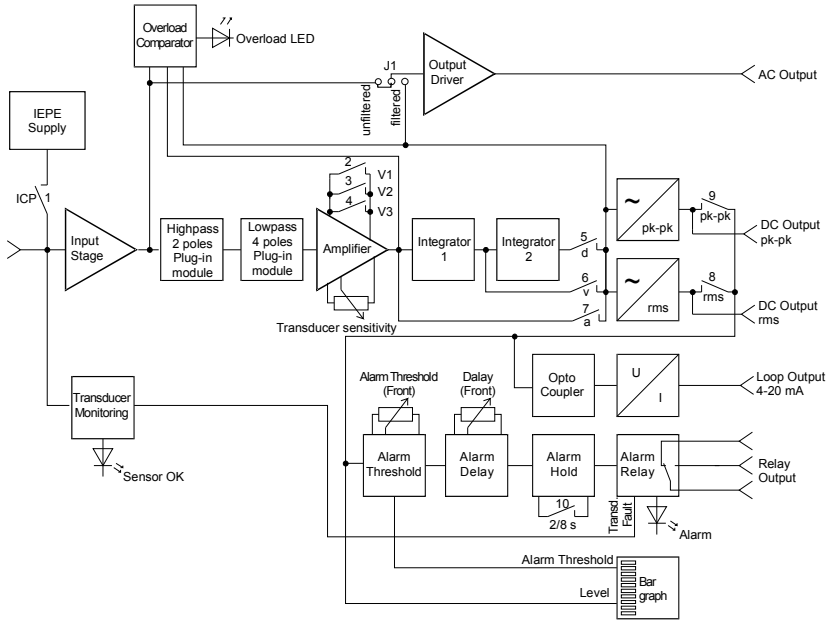 Overload
Comparator
Overload LED
J1
Output
Driver
AC Output
unfiltered
filtered
IEPE
Supply
ICP
1
2
V1
3
V2
4
V3
Input
Stage
Highpass
2 poles
Plug-in
module
Lowpass
4 poles
Plug-in
module
Amplifier
Transducer sensitivity
Integrator
1
Integrator
2
5
d
6
v
7
a
~
pk-pk
9
pk-pk
DC Output
pk-pk
~
rms
8
rms
DC Output
rms
Transducer
Monitoring
Sensor OK
Alarm Threshold
(Front)
Dalay
(Front)
Opto
Coupler
U
I
Loop Output
4-20 mA
Alarm
Threshold
Alarm
Delay
Alarm
Hold
10
2/8 s
Alarm
Relay
Relay
Output
Transd.
Fault
Alarm
Alarm Threshold
Level
Bar
graph